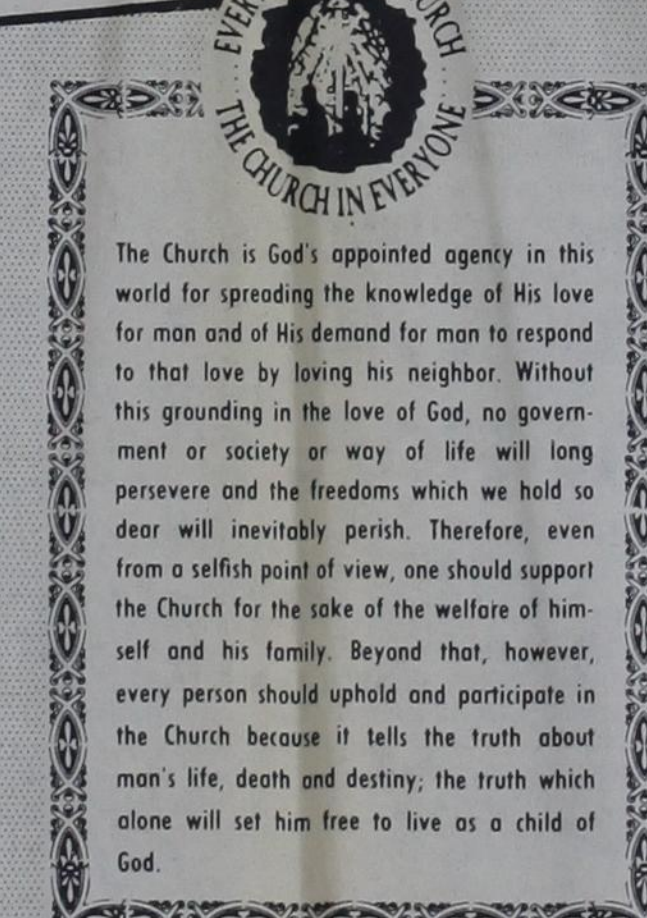 THE CHURCH IN EVERYONE
The Church is God's appointed agency in this
world for spreading the knowledge of His love
for man and of His demand for man to respond
to that love by loving his neighbor. Without
this grounding in the love of God, no govern-
ment or society or way of life will long
persevere and the freedoms which we hold so
dear will inevitably perish. Therefore, even
from a selfish point of view, one should support
the Church for the sake of the welfare of him-
self and his family. Beyond that, however,
every person should uphold and participate in
the Church because it tells the truth about
man's life, death and destiny; the truth which
alone will set him free to live as a child of
God.